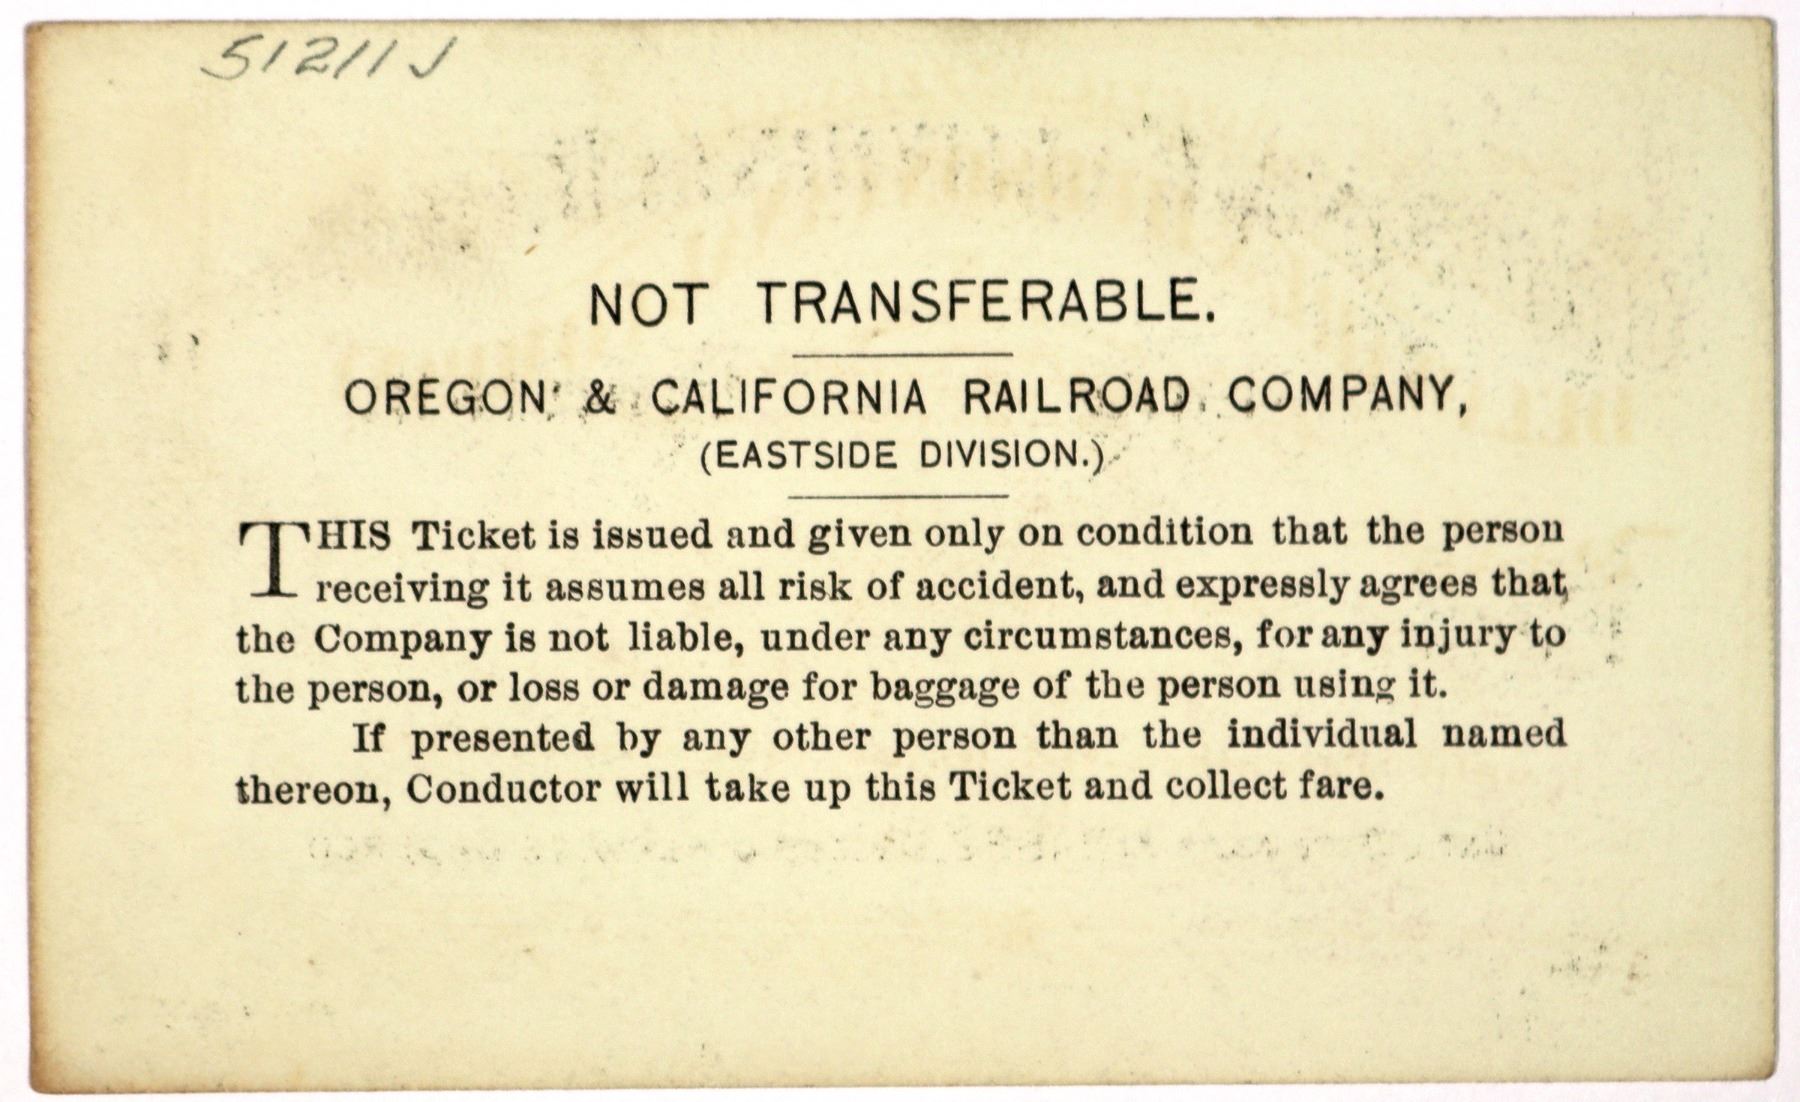 51211J
NOT TRANSFERABLE.
OREGON & CALIFORNIA RAILROAD COMPANY,
(EASTSIDE DIVISION.)
THIS Ticket is issued and given only on condition that the person
receiving it assumes all risk of accident, and expressly agrees that
the Company is not liable, under any circumstances, for any injury to
the person, or loss or damage for baggage of the person using it.
If presented by any other person than the individual named
thereon, Conductor will take up this Ticket and collect fare.